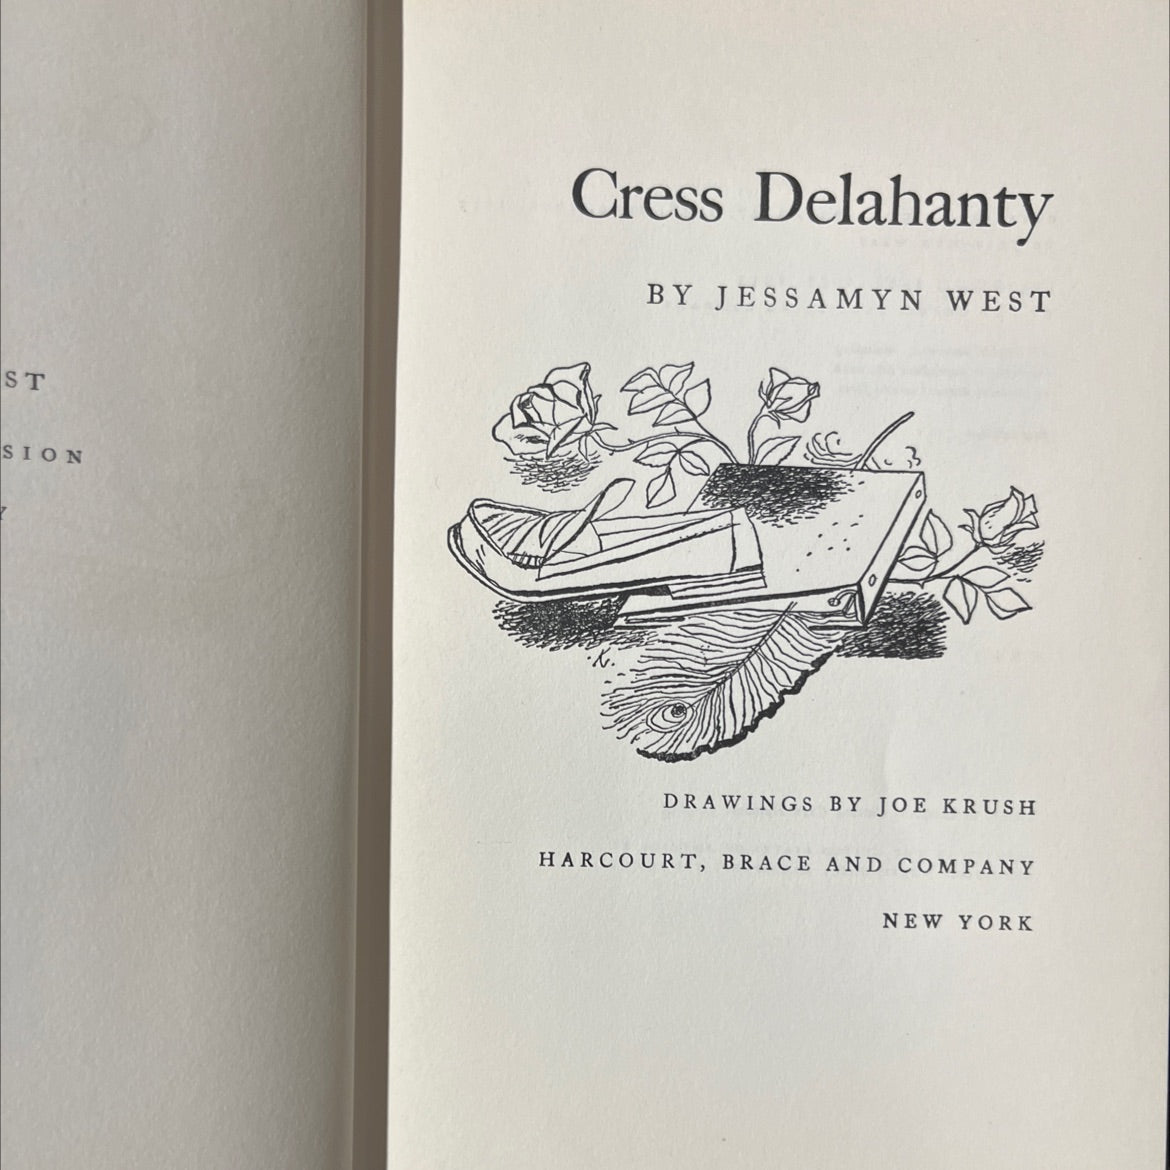 ST
SION
Y
Cress Delahanty
BY JESSAMYN WEST
K.
DRAWINGS BY JOE KRUSH
HARCOURT, BRACE AND COMPANY
NEW YORK